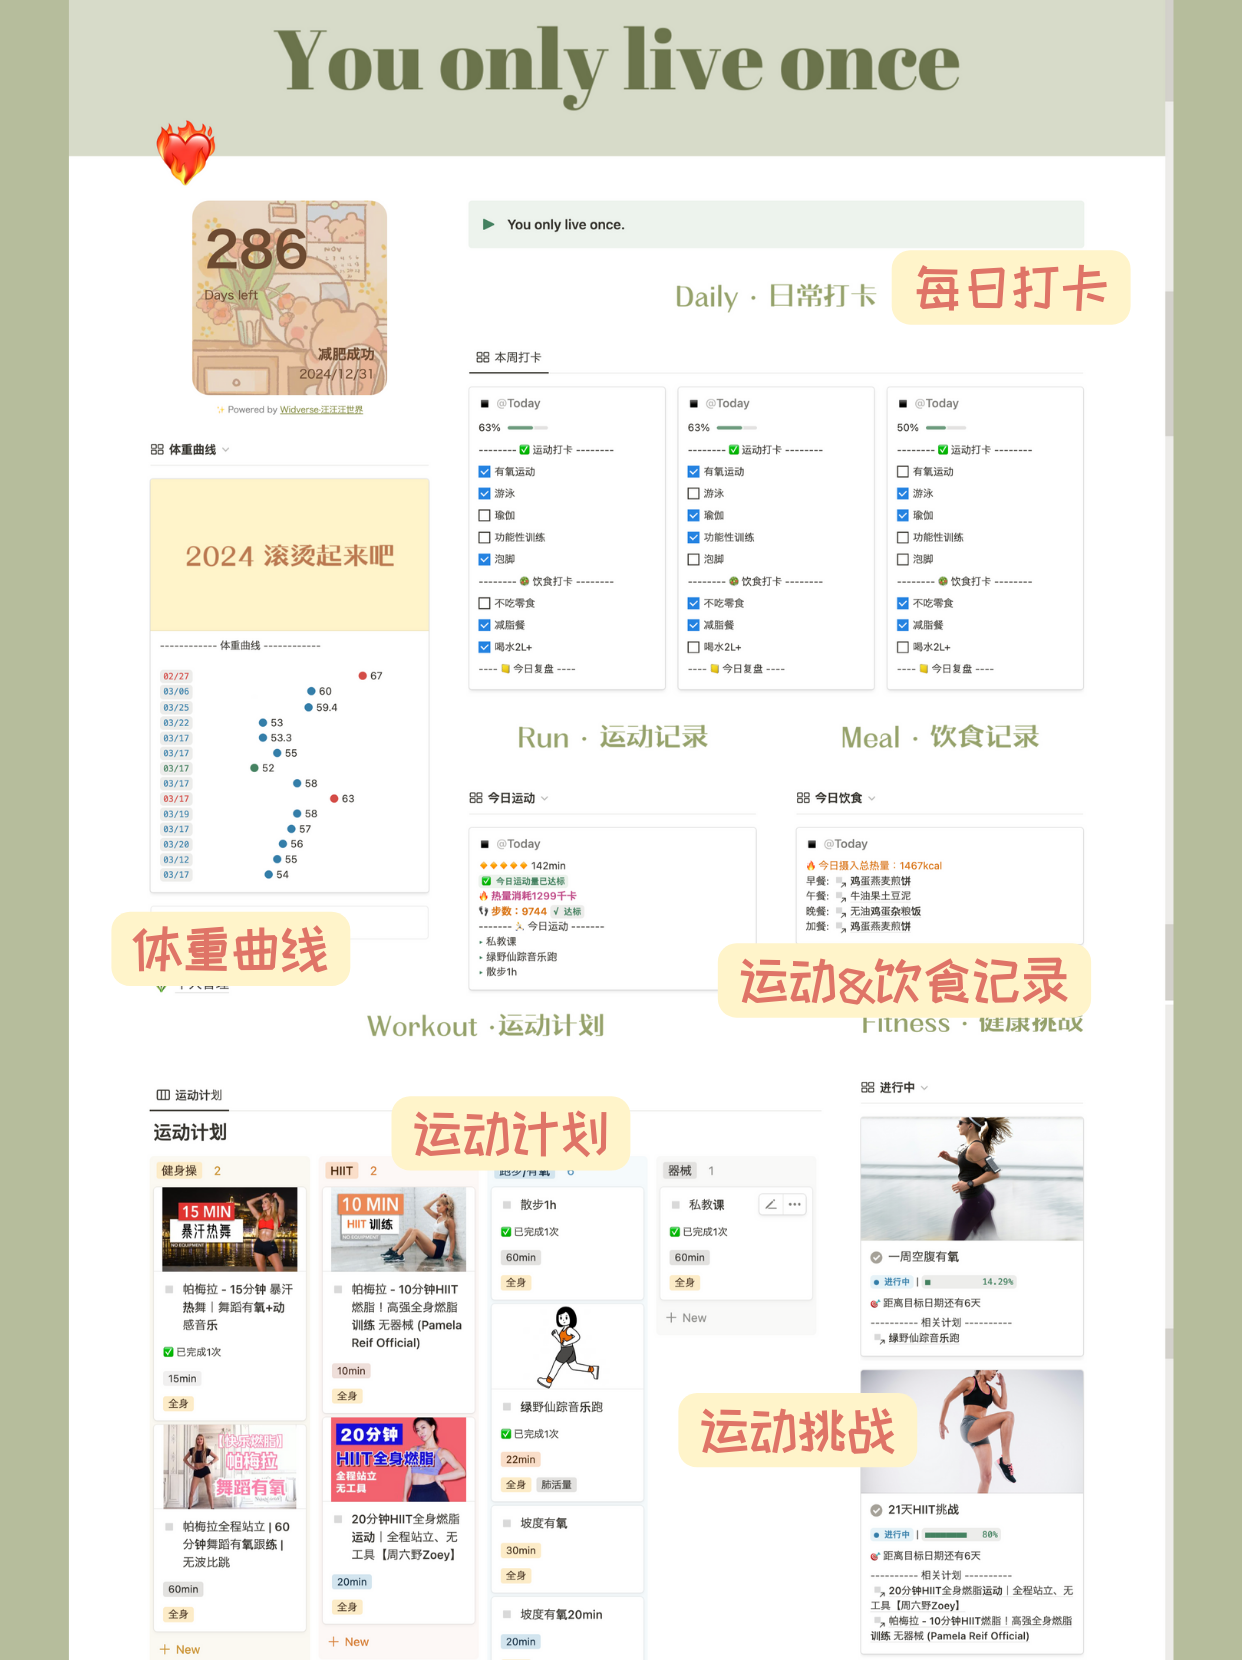 You only live once
286
Days left
减肥成功
2024/12/31
✨ Powered by Widverse·汪汪汪世界
体重曲线
2024 滚烫起来吧
------------ 体重曲线 ------------
02/27 67
03/06 60
03/25 59.4
03/22 53
03/17 53.3
03/17 55
03/17 52
03/17 58
03/17 63
03/19 58
03/17 57
03/20 56
03/12 55
03/14 54
体重曲线
个人管理
You only live once.
Daily · 日常打卡
每日打卡
本周打卡
@Today
63%
-------- ✅ 运动打卡 --------
有氧运动
游泳
瑜伽
功能性训练
泡脚
-------- 饮食打卡 --------
不吃零食
减脂餐
喝水2L+
---- 今日复盘 ----
@Today
63%
-------- ✅ 运动打卡 --------
有氧运动
游泳
瑜伽
功能性训练
泡脚
-------- 饮食打卡 --------
不吃零食
减脂餐
喝水2L+
---- 今日复盘 ----
@Today
50%
-------- ✅ 运动打卡 --------
有氧运动
游泳
瑜伽
功能性训练
泡脚
-------- 饮食打卡 --------
不吃零食
减脂餐
喝水2L+
---- 今日复盘 ----
Run · 运动记录
今日运动
@Today
142min
✅ 今日运动量已达标
🔥 热量消耗1299千卡
👣 步数：9744 √ 达标
------- 今日运动 -------
私教课
绿野仙踪音乐跑
散步1h
Meal · 饮食记录
今日饮食
@Today
🔥 今日摄入总热量：1467kcal
早餐: 鸡蛋燕麦煎饼
午餐: 牛油果土豆泥
晚餐: 无油鸡蛋杂粮饭
加餐: 鸡蛋燕麦煎饼
运动&饮食记录
Workout ·运动计划
运动计划
运动计划
运动计划
健身操 2
15 MIN
暴汗热舞
NO EQUIPMENT
帕梅拉 - 15分钟 暴汗
热舞｜舞蹈有氧+动
感音乐
✅ 已完成1次
15min
全身
【快乐燃脂】
帕梅拉
舞蹈有氧
帕梅拉全程站立 | 60
分钟舞蹈有氧跟练 |
无波比跳
60min
全身
+ New
HIIT 2
10 MIN
HIIT 训练
NO EQUIPMENT
帕梅拉 - 10分钟HIIT
燃脂！高强全身燃脂
训练 无器械 (Pamela
Reif Official)
10min
全身
20分钟
HIIT全身燃脂
全程站立
无工具
20分钟HIIT全身燃脂
运动｜全程站立、无
工具【周六野Zoey】
20min
全身
+ New
跑步/有氧 6
散步1h
✅ 已完成1次
60min
全身
绿野仙踪音乐跑
✅ 已完成1次
22min
全身 肺活量
坡度有氧
30min
全身
坡度有氧20min
20min
器械 1
私教课
✅ 已完成1次
60min
全身
+ New
Fitness · 健康挑战
进行中
一周空腹有氧
进行中 | 14.29%
🎯 距离目标日期还有6天
---------- 相关计划 ----------
绿野仙踪音乐跑
运动挑战
21天HIIT挑战
进行中 | 80%
🎯 距离目标日期还有6天
---------- 相关计划 ----------
20分钟HIIT全身燃脂运动｜全程站立、无
工具【周六野Zoey】
帕梅拉 - 10分钟HIIT燃脂！高强全身燃脂
训练 无器械 (Pamela Reif Official)